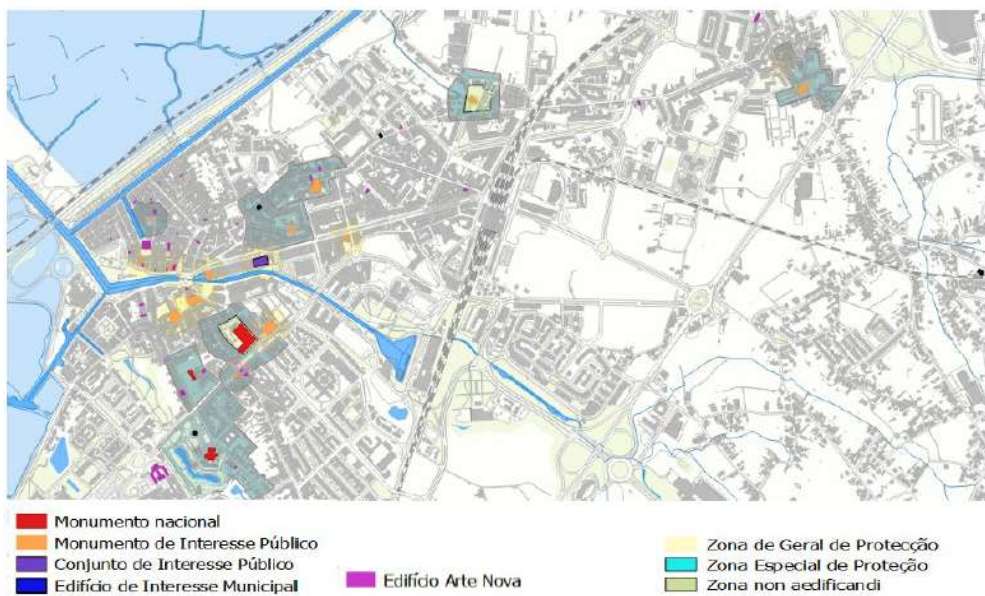 Monumento nacional
Monumento de Interesse Público
Conjunto de Interesse Público
Edifício de Interesse Municipal
Edifício Arte Nova
Zona de Geral de Protecção
Zona Especial de Proteção
Zona non aedificandi